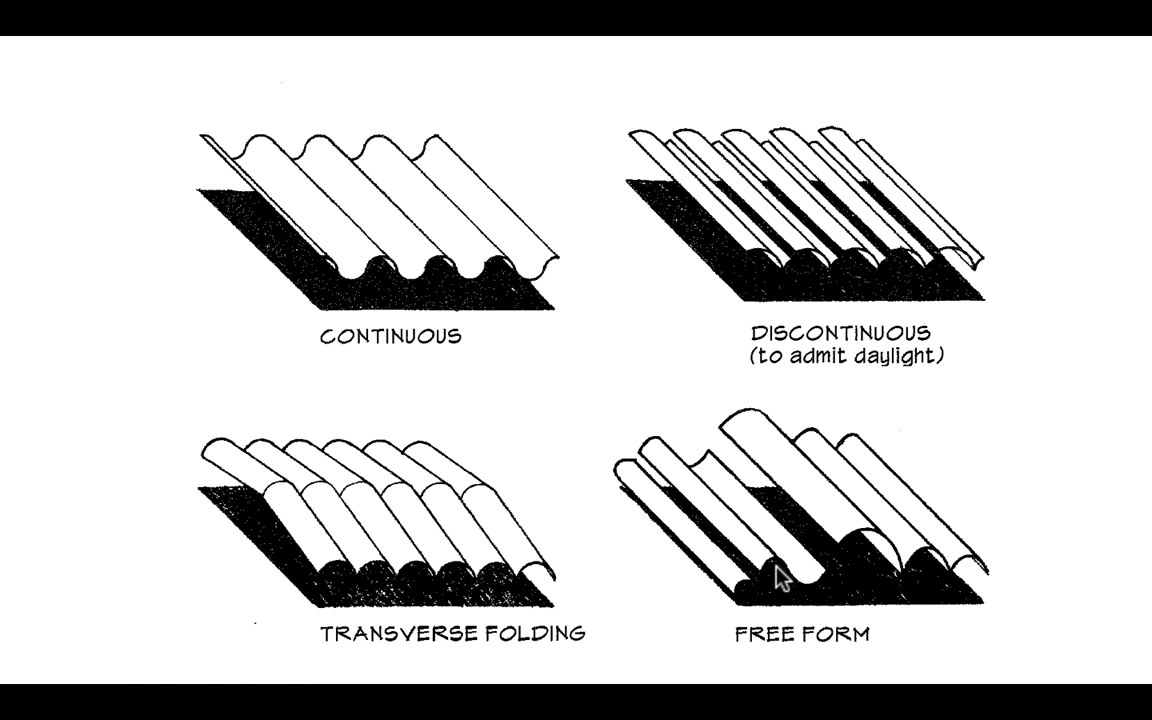 CONTINUOUS
DISCONTINUOUS
(to admit daylight)
TRANSVERSE FOLDING
FREE FORM